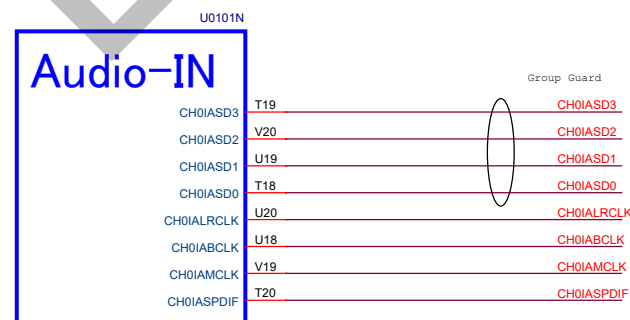 U0101N
Audio-IN
Group Guard
CH0IASD3 T19 CH0IASD3
CH0IASD2 V20 CH0IASD2
CH0IASD1 U19 CH0IASD1
CH0IASD0 T18 CH0IASD0
CH0IALRCLK U20 CH0IALRCLK
CH0IABCLK U18 CH0IABCLK
CH0IAMCLK V19 CH0IAMCLK
CH0IASPDIF T20 CH0IASPDIF